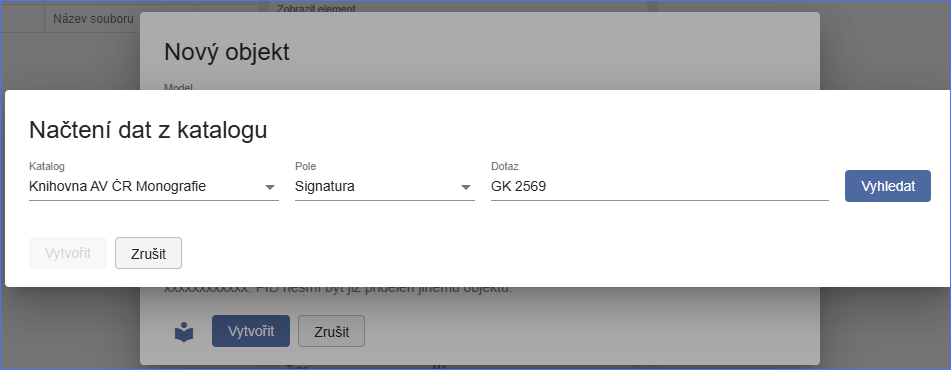 Zobrazit element
Název souboru
Nový objekt
Model
Načtení dat z katalogu
Katalog
Pole
Dotaz
Knihovna AV ČR Monografie
Signatura
GK 2569
Vyhledat
Vytvořit
Zrušit
xxxxxxxxxxxx. PID nesmí být již přidělen jinému objektu.
Vytvořit
Zrušit
Type